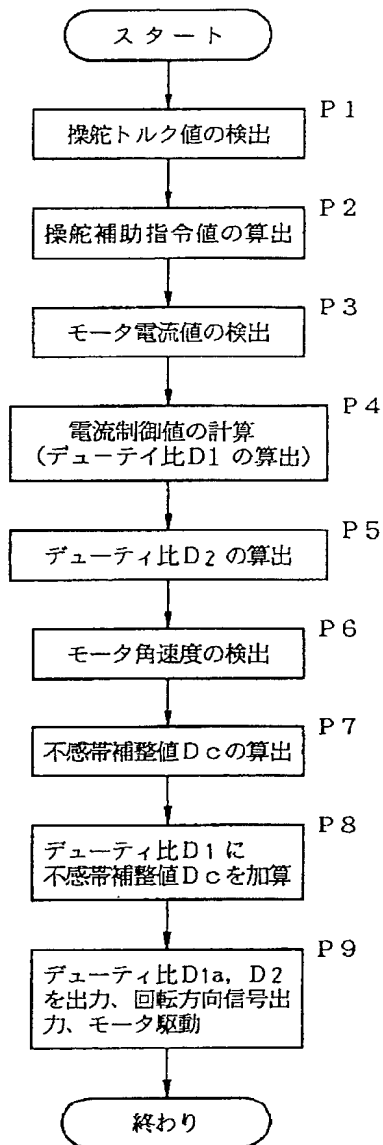 スタート
P1
操舵トルク値の検出
P2
操舵補助指令値の算出
P3
モータ電流値の検出
P4
電流制御値の計算
(デューテイ比D1 の算出)
P5
デューティ比D2 の算出
P6
モータ角速度の検出
P7
不感帯補整値Dcの算出
P8
デューティ比D1 に
不感帯補整値Dcを加算
P9
デューティ比D1a, D2
を出力、回転方向信号出
力、モータ駆動
終わり